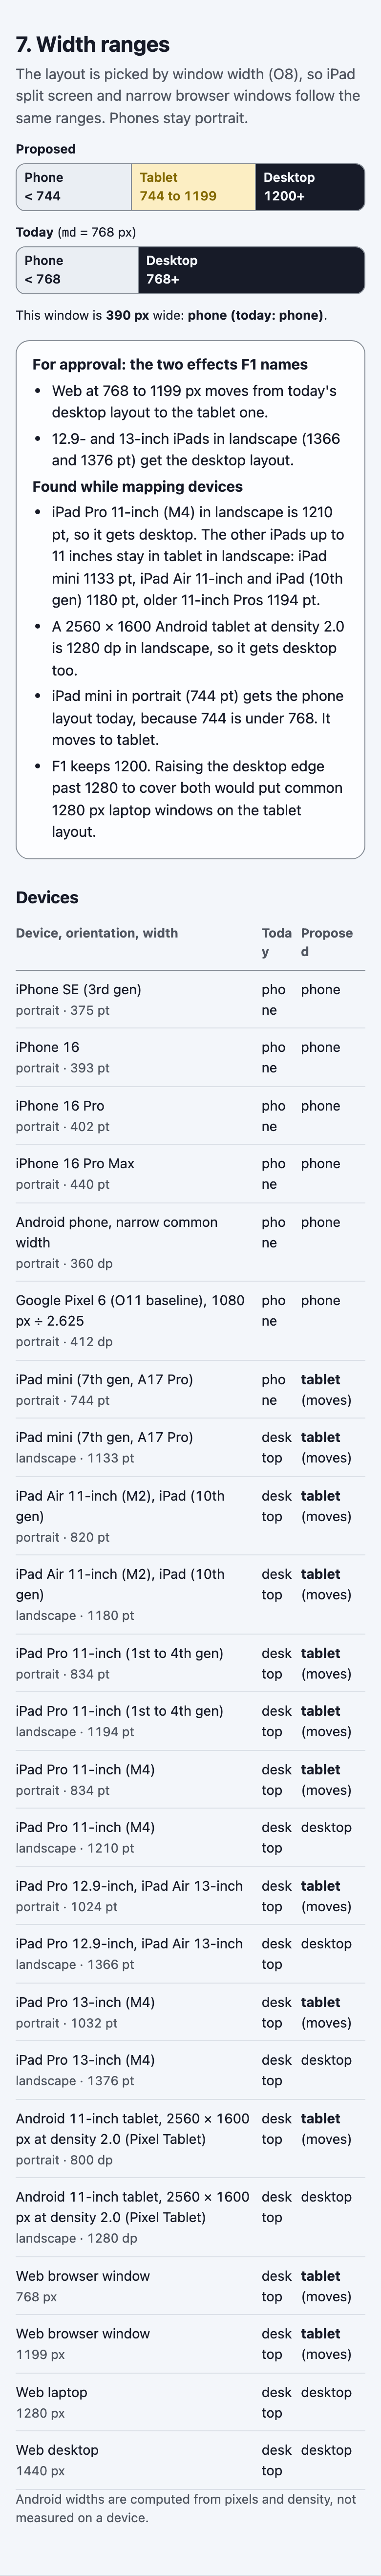 7. Width ranges
The layout is picked by window width (O8), so iPad
split screen and narrow browser windows follow the
same ranges. Phones stay portrait.
Proposed
Phone
< 744
Tablet
744 to 1199
Desktop
1200+
Today (md = 768 px)
Phone
< 768
Desktop
768+
This window is 390 px wide: phone (today: phone).
For approval: the two effects F1 names
• Web at 768 to 1199 px moves from today's
desktop layout to the tablet one.
• 12.9- and 13-inch iPads in landscape (1366
and 1376 pt) get the desktop layout.
Found while mapping devices
• iPad Pro 11-inch (M4) in landscape is 1210
pt, so it gets desktop. The other iPads up to
11 inches stay in tablet in landscape: iPad
mini 1133 pt, iPad Air 11-inch and iPad (10th
gen) 1180 pt, older 11-inch Pros 1194 pt.
• A 2560 × 1600 Android tablet at density 2.0
is 1280 dp in landscape, so it gets desktop
too.
• iPad mini in portrait (744 pt) gets the phone
layout today, because 744 is under 768. It
moves to tablet.
• F1 keeps 1200. Raising the desktop edge
past 1280 to cover both would put common
1280 px laptop windows on the tablet
layout.
Devices
Device, orientation, width Toda Propose
y d
iPhone SE (3rd gen) pho phone
portrait · 375 pt ne
iPhone 16 pho phone
portrait · 393 pt ne
iPhone 16 Pro pho phone
portrait · 402 pt ne
iPhone 16 Pro Max pho phone
portrait · 440 pt ne
Android phone, narrow common pho phone
width ne
portrait · 360 dp
Google Pixel 6 (O11 baseline), 1080 pho phone
px ÷ 2.625 ne
portrait · 412 dp
iPad mini (7th gen, A17 Pro) pho tablet
portrait · 744 pt ne (moves)
iPad mini (7th gen, A17 Pro) desk tablet
landscape · 1133 pt top (moves)
iPad Air 11-inch (M2), iPad (10th desk tablet
gen) top (moves)
portrait · 820 pt
iPad Air 11-inch (M2), iPad (10th desk tablet
gen) top (moves)
landscape · 1180 pt
iPad Pro 11-inch (1st to 4th gen) desk tablet
portrait · 834 pt top (moves)
iPad Pro 11-inch (1st to 4th gen) desk tablet
landscape · 1194 pt top (moves)
iPad Pro 11-inch (M4) desk tablet
portrait · 834 pt top (moves)
iPad Pro 11-inch (M4) desk desktop
landscape · 1210 pt top
iPad Pro 12.9-inch, iPad Air 13-inch desk tablet
portrait · 1024 pt top (moves)
iPad Pro 12.9-inch, iPad Air 13-inch desk desktop
landscape · 1366 pt top
iPad Pro 13-inch (M4) desk tablet
portrait · 1032 pt top (moves)
iPad Pro 13-inch (M4) desk desktop
landscape · 1376 pt top
Android 11-inch tablet, 2560 × 1600 desk tablet
px at density 2.0 (Pixel Tablet) top (moves)
portrait · 800 dp
Android 11-inch tablet, 2560 × 1600 desk desktop
px at density 2.0 (Pixel Tablet) top
landscape · 1280 dp
Web browser window desk tablet
768 px top (moves)
Web browser window desk tablet
1199 px top (moves)
Web laptop desk desktop
1280 px top
Web desktop desk desktop
1440 px top
Android widths are computed from pixels and density, not
measured on a device.